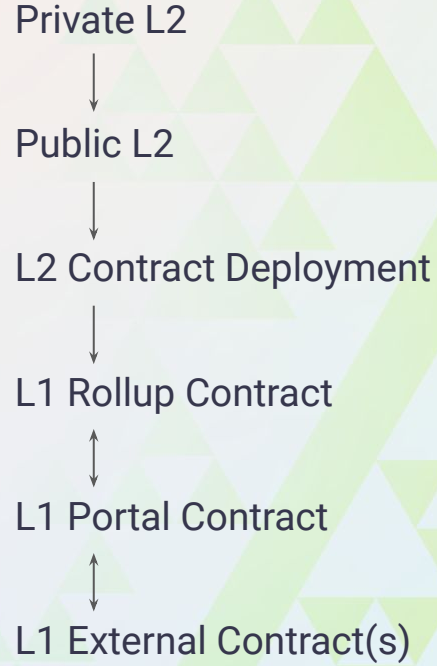 Private L2
Public L2
L2 Contract Deployment
L1 Rollup Contract
L1 Portal Contract
L1 External Contract(s)